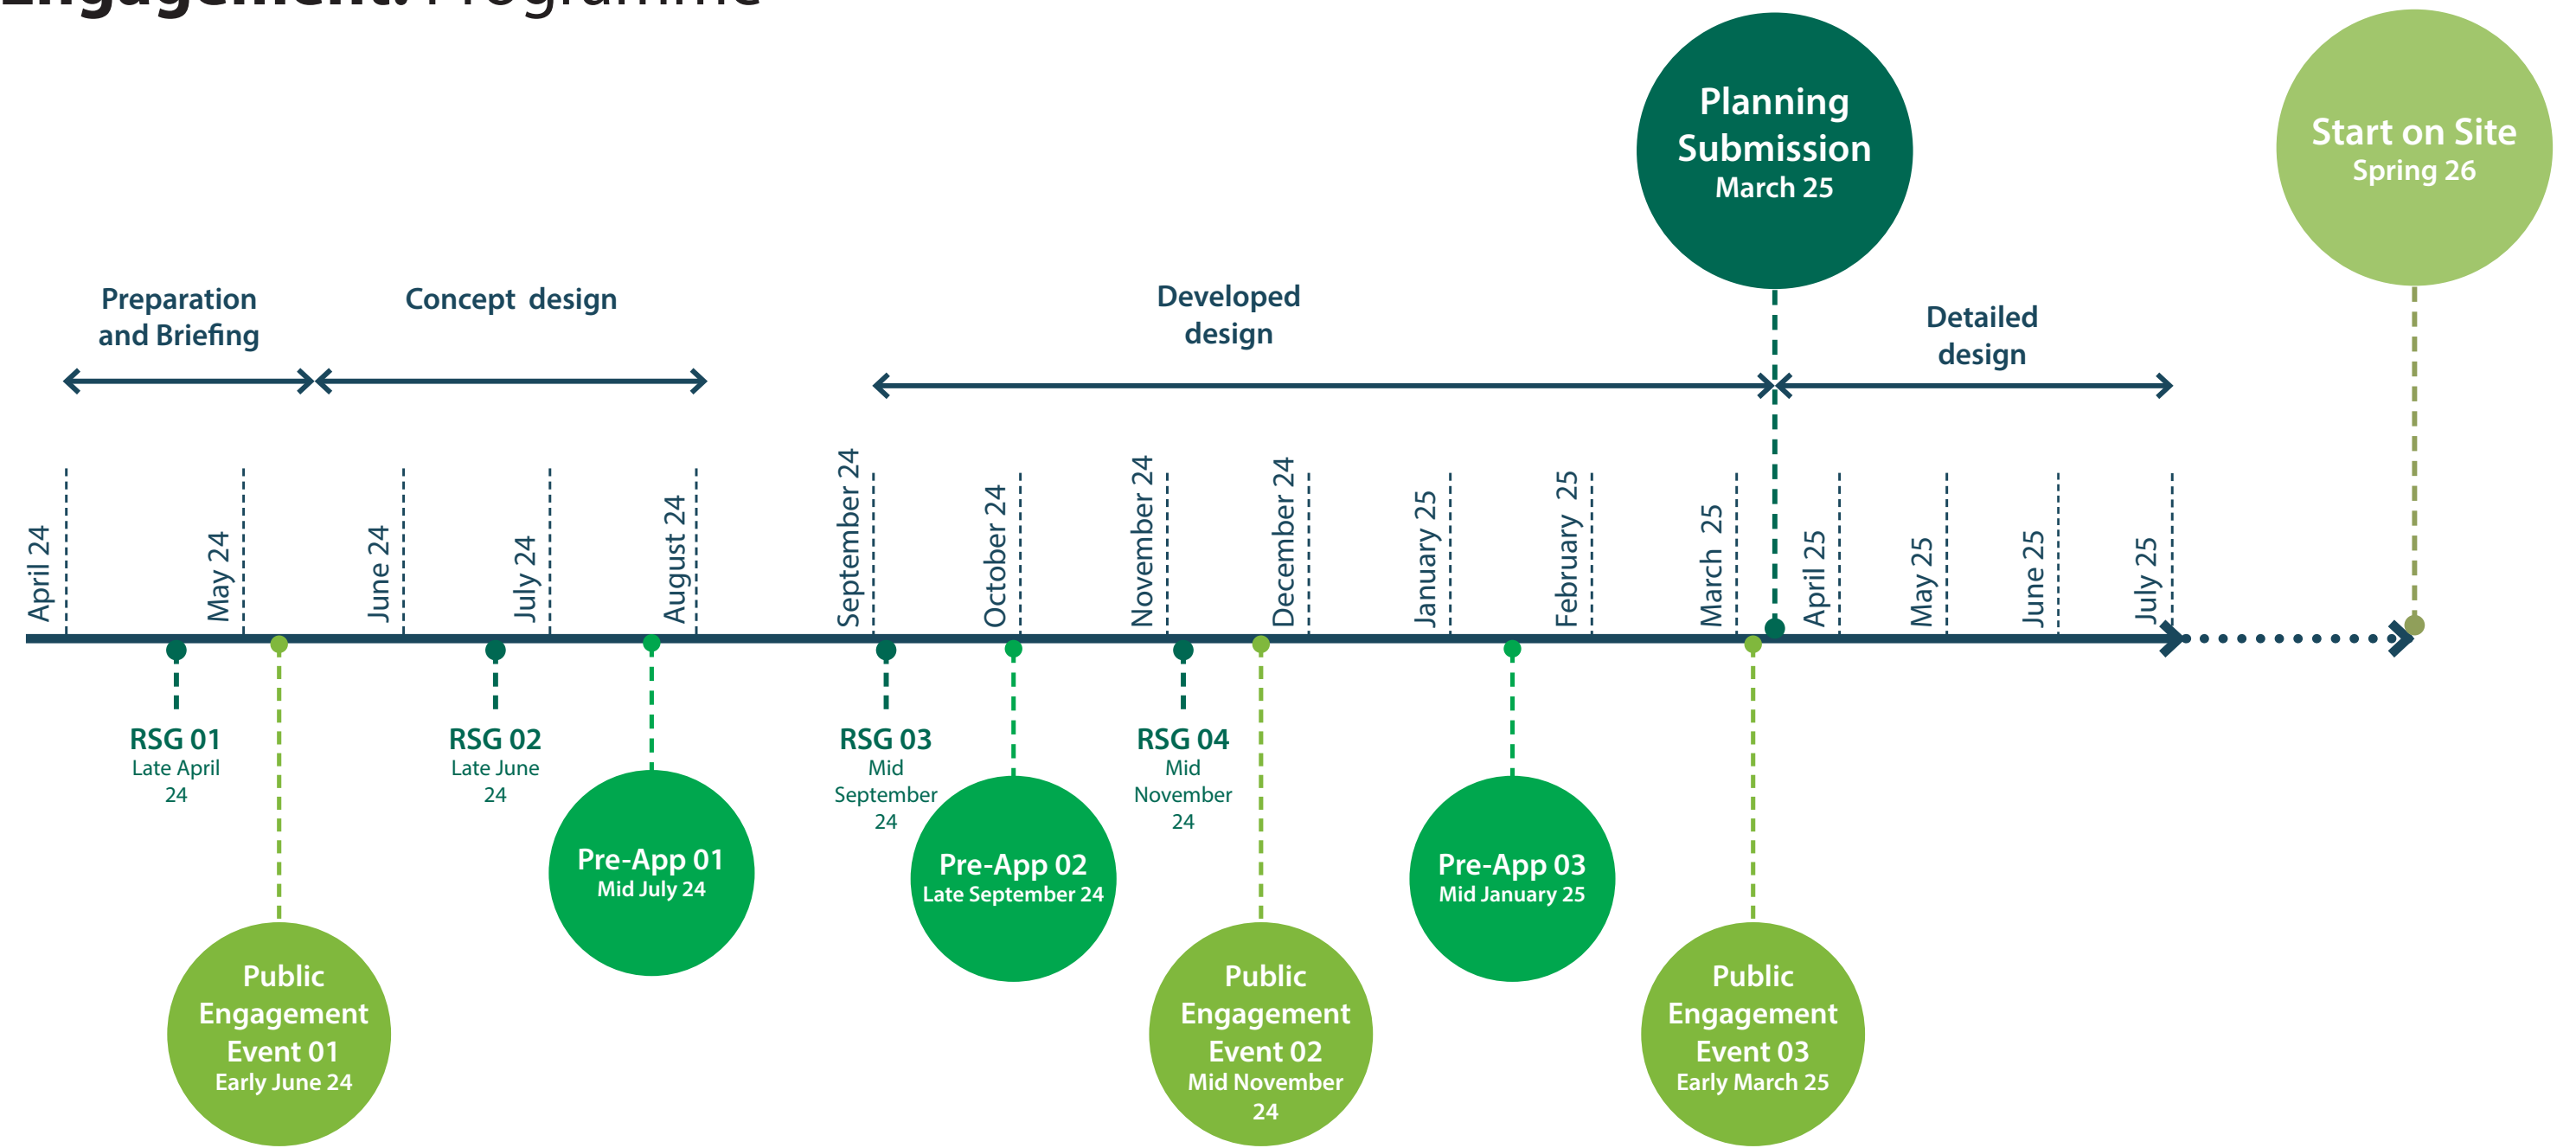 Engagement: Programme
Planning
Submission
March 25
Start on Site
Spring 26
Preparation
and Briefing
Concept design
Developed
design
Detailed
design
April 24
May 24
June 24
July 24
August 24
September 24
October 24
November 24
December 24
January 25
February 25
March 25
April 25
May 25
June 25
July 25
RSG 01
Late April
24
RSG 02
Late June
24
RSG 03
Mid
September
24
RSG 04
Mid
November
24
Pre-App 01
Mid July 24
Pre-App 02
Late September 24
Pre-App 03
Mid January 25
Public
Engagement
Event 01
Early June 24
Public
Engagement
Event 02
Mid November
24
Public
Engagement
Event 03
Early March 25